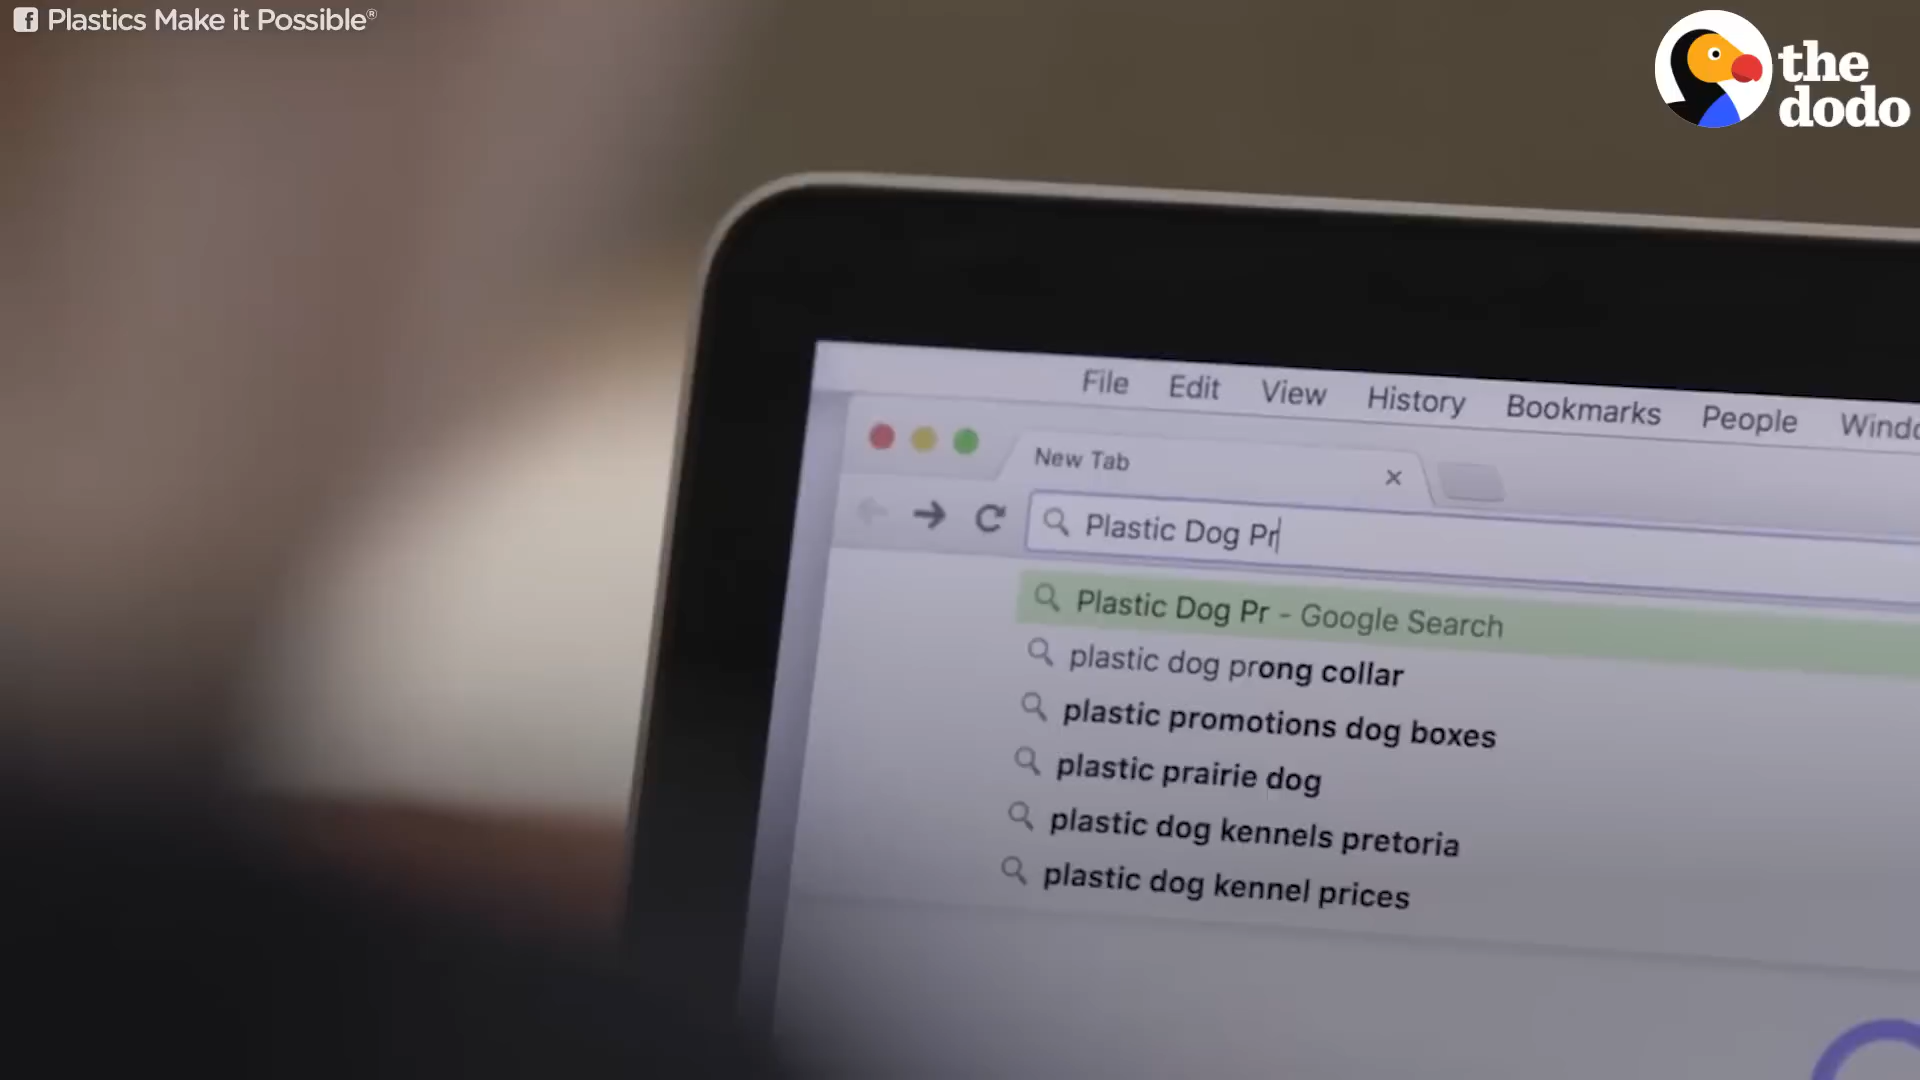 Plastics Make it Possible®
the
dodo
File Edit View History Bookmarks People
New Tab
Plastic Dog Pr
Plastic Dog Pr - Google Search
plastic dog prong collar
plastic promotions dog boxes
plastic prairie dog
plastic dog kennels pretoria
plastic dog kennel prices